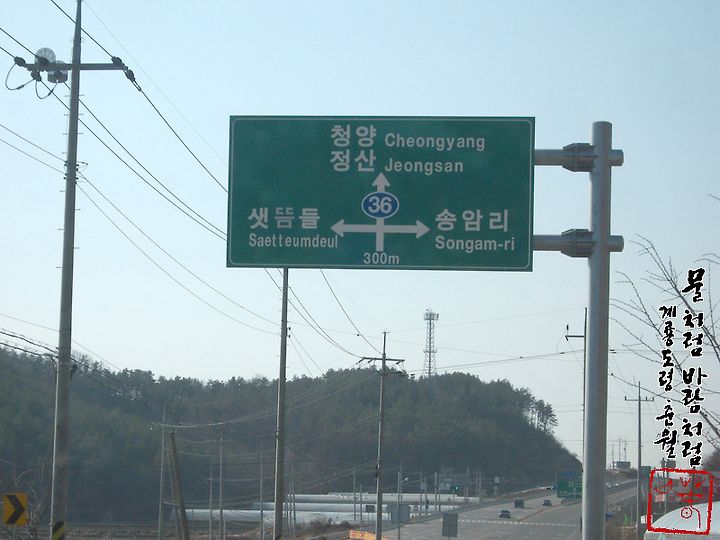 청양 Cheongyang
정산 Jeongsan
36
샛뜸들
Saetteumdeul
송암리
Songam-ri
300m
물처럼 바람처럼
계룡도령 춘월